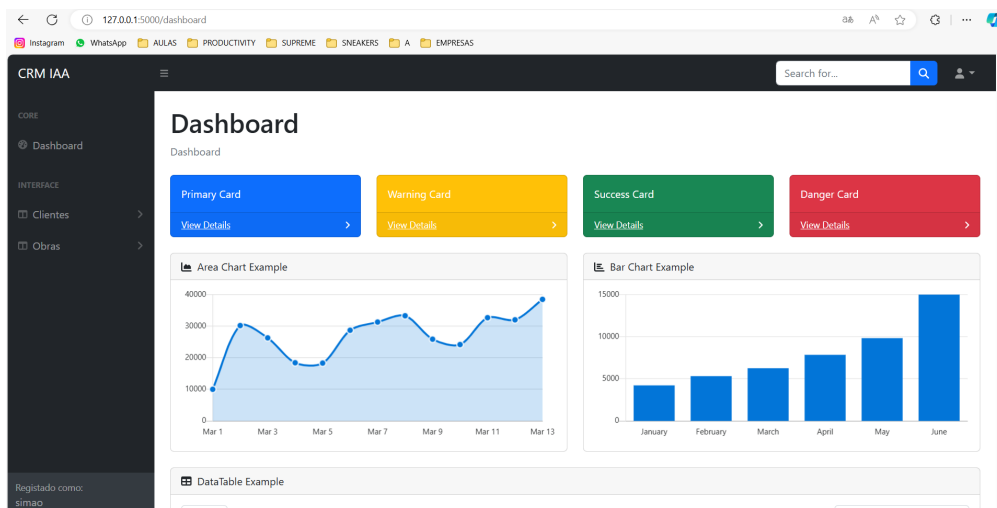 127.0.0.1:5000/dashboard
Instagram WhatsApp AULAS PRODUCTIVITY SUPREME SNEAKERS A EMPRESAS
CRM IAA
Search for...
CORE
Dashboard
INTERFACE
Clientes
Obras
Registado como:
simao
Dashboard
Dashboard
Primary Card
View Details
Warning Card
View Details
Success Card
View Details
Danger Card
View Details
Area Chart Example
40000
30000
20000
10000
0
Mar 1 Mar 3 Mar 5 Mar 7 Mar 9 Mar 11 Mar 13
Bar Chart Example
15000
10000
5000
0
January February March April May June
DataTable Example